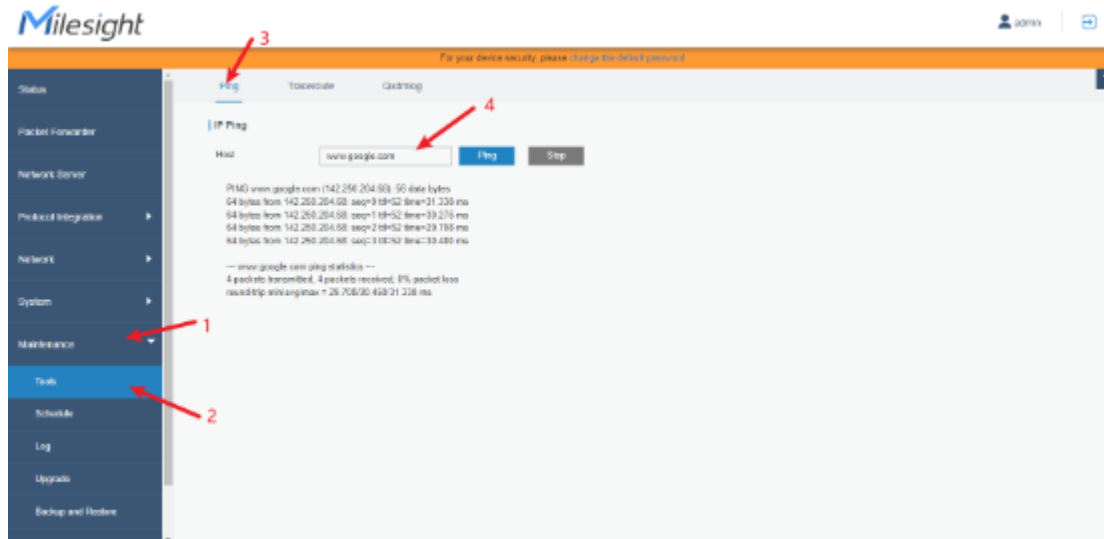 Milesight
admin
3
For your device security, please change the default password
Status
Ping
Traceroute
Qxdmlog
4
Packet Forwarder
IP Ping
Host
www.google.com
Ping
Stop
Network Server
PING www.google.com (142.250.204.68): 56 data bytes
64 bytes from 142.250.204.68: seq=0 ttl=52 time=31.338 ms
64 bytes from 142.250.204.68: seq=1 ttl=52 time=30.276 ms
64 bytes from 142.250.204.68: seq=2 ttl=52 time=29.708 ms
64 bytes from 142.250.204.68: seq=3 ttl=52 time=30.480 ms
Protocol Integration
Network
--- www.google.com ping statistics ---
4 packets transmitted, 4 packets received, 0% packet loss
round-trip min/avg/max = 29.708/30.450/31.338 ms
System
1
Maintenance
Tools
2
Schedule
Log
Upgrade
Backup and Restore